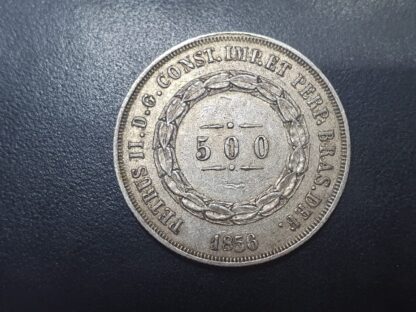 PETRUS II. D. G. CONST. IMP. ET PERP. BRAS. DEF.
500
1856